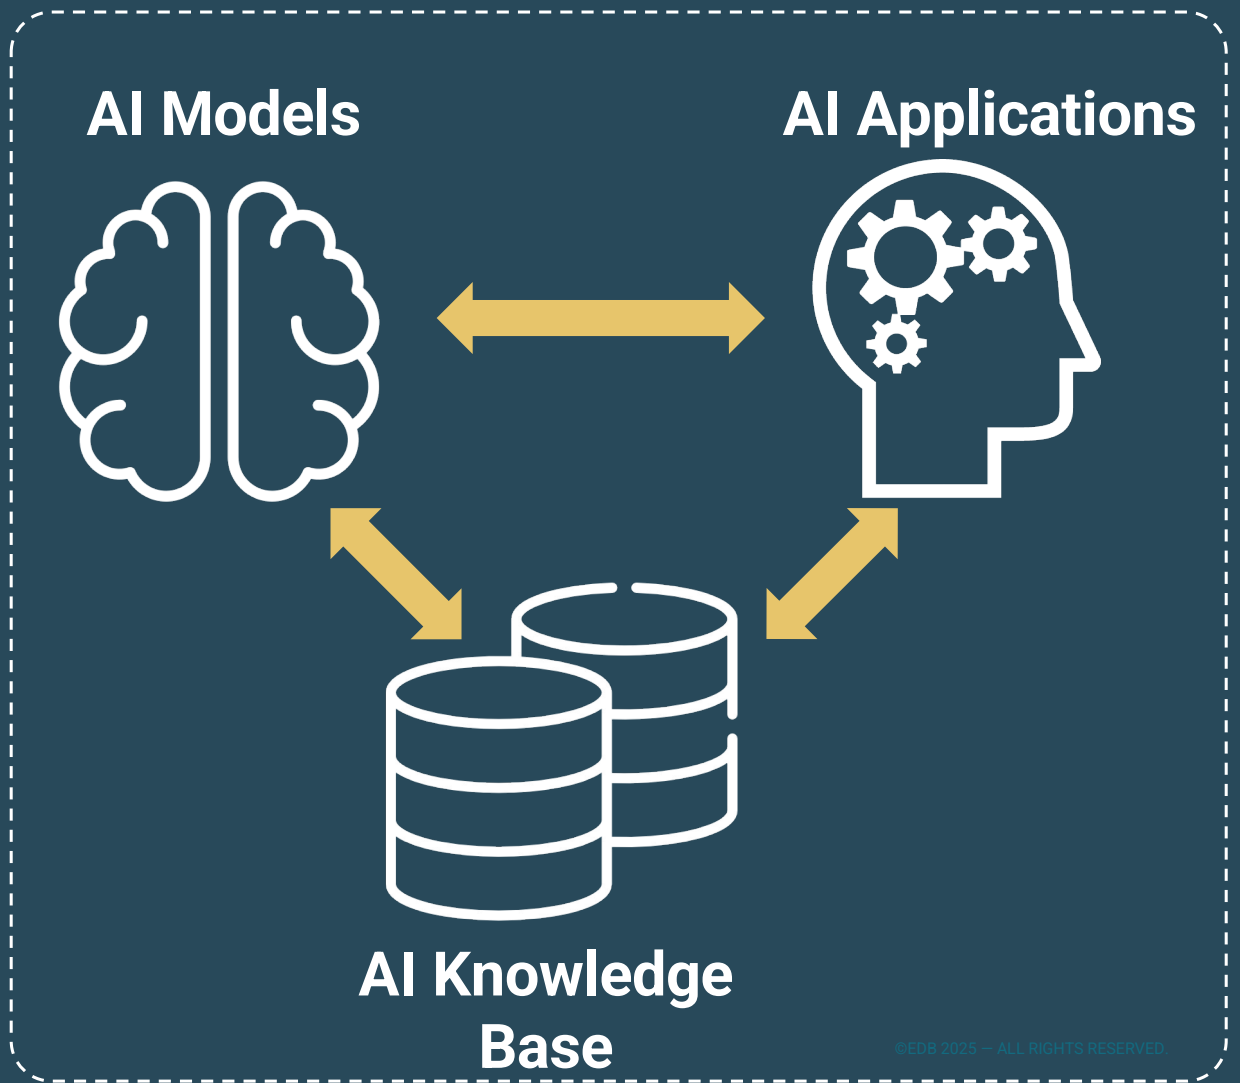 AI Models
AI Applications
AI Knowledge
Base
©EDB 2025 — ALL RIGHTS RESERVED.